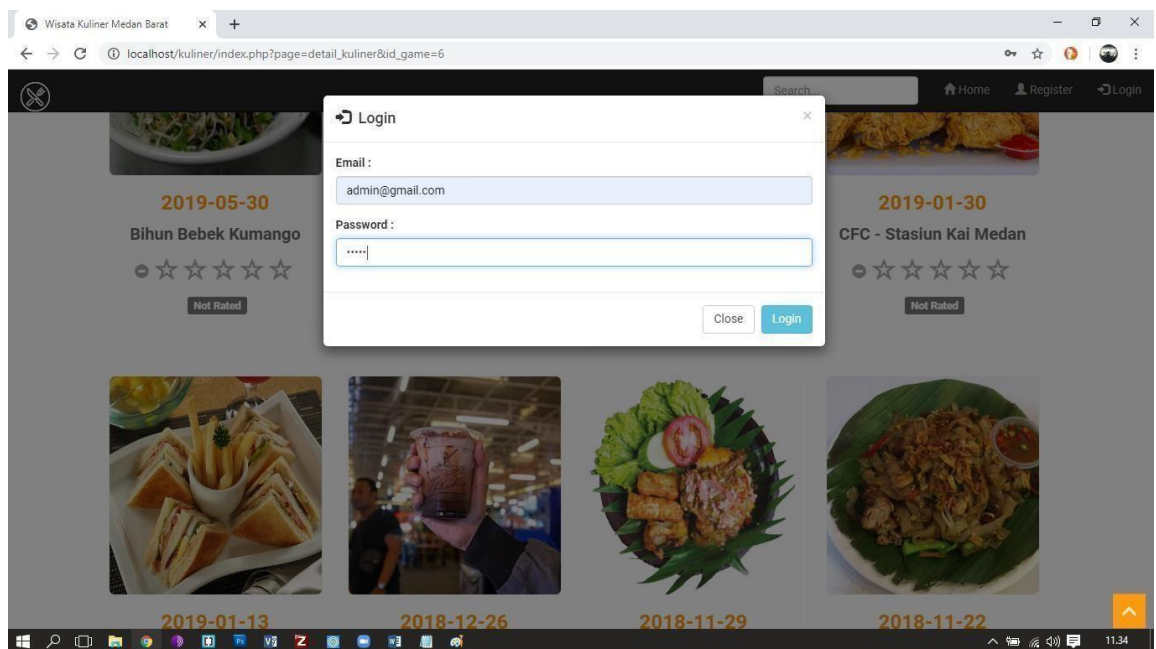 Wisata Kuliner Medan Barat
localhost/kuliner/index.php?page=detail_kuliner&id_game=6
Search...
Home
Register
Login
Login
Email :
admin@gmail.com
Password :
•••••
Close
Login
2019-05-30
Bihun Bebek Kumango
Not Rated
2019-01-30
CFC - Stasiun Kai Medan
Not Rated
2019-01-13
2018-12-26
2018-11-29
2018-11-22
11.34